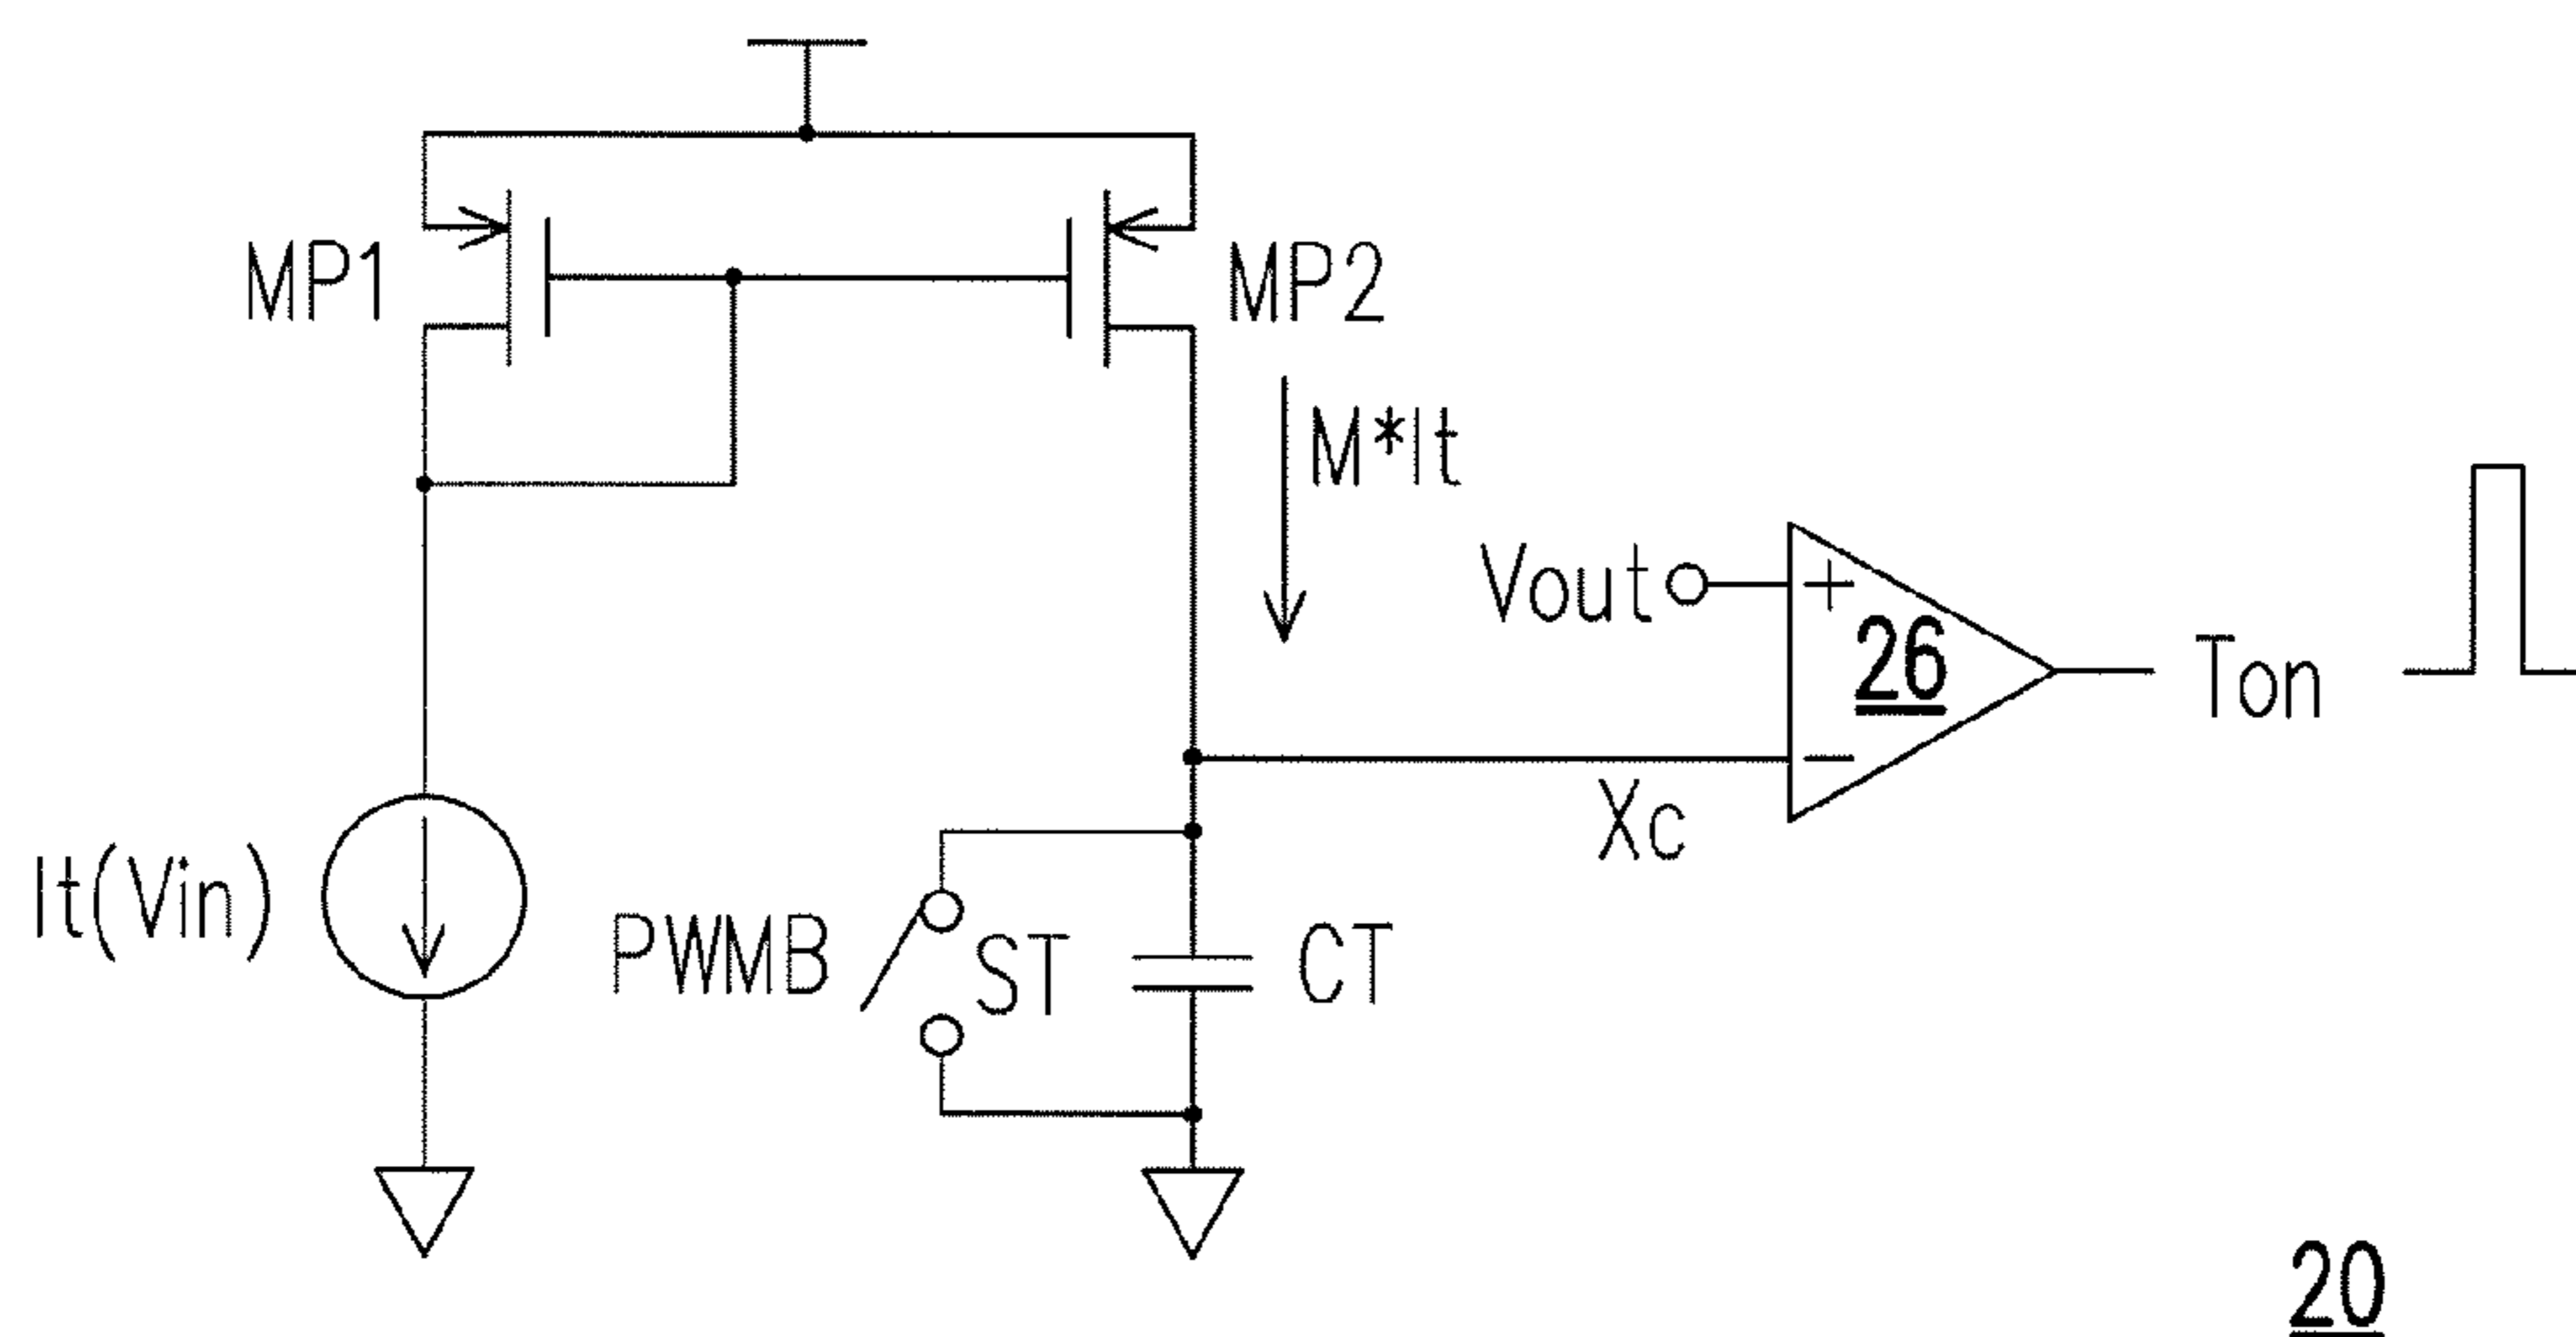 MP1
MP2
M*It
Vout
+
26
Ton
−
Xc
It(Vin)
PWMB
ST
CT
20